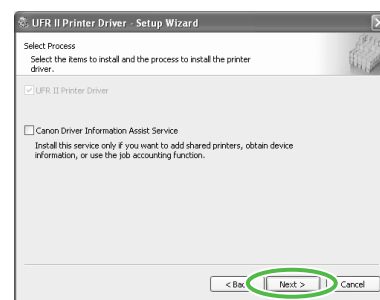 UFR II Printer Driver - Setup Wizard
Select Process
Select the items to install and the process to install the printer
driver.
UFR II Printer Driver
Canon Driver Information Assist Service
Install this service only if you want to add shared printers, obtain device
information, or use the job accounting function.
< Bac Next > Cancel